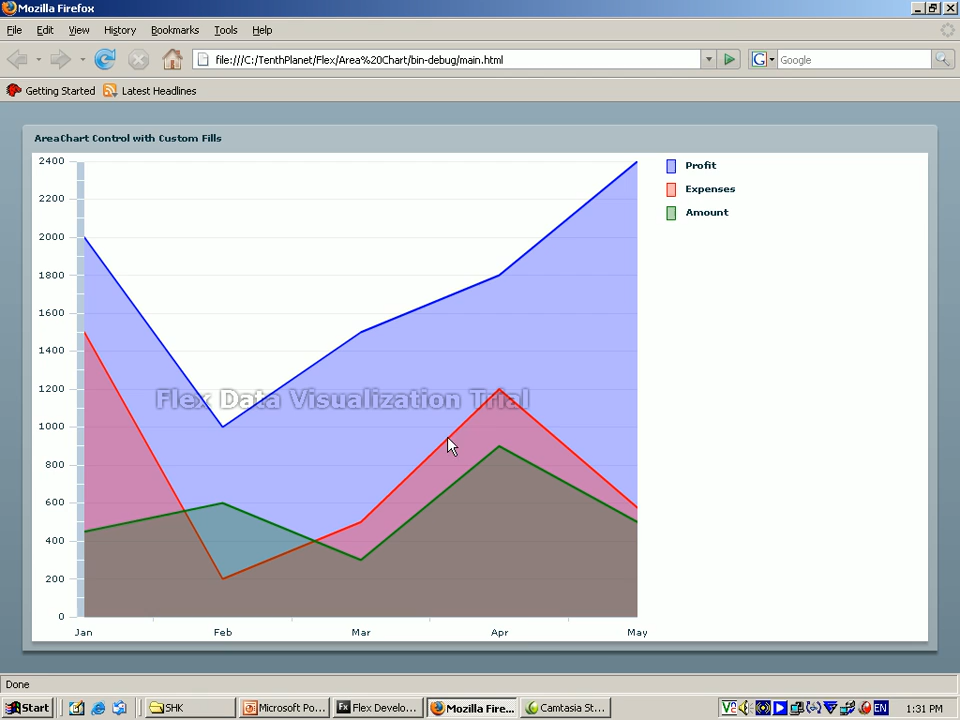 Mozilla Firefox
File Edit View History Bookmarks Tools Help
file:///C:/TenthPlanet/Flex/Area%20Chart/bin-debug/main.html
G Google
Getting Started Latest Headlines
AreaChart Control with Custom Fills
2400
2200
2000
1800
1600
1400
1200
1000
800
600
400
200
0
Jan Feb Mar Apr May
Profit
Expenses
Amount
Flex Data Visualization Trial
Done
Start SHK Microsoft Po... Fx Flex Develo... Mozilla Fire... Camtasia St... EN 1:31 PM